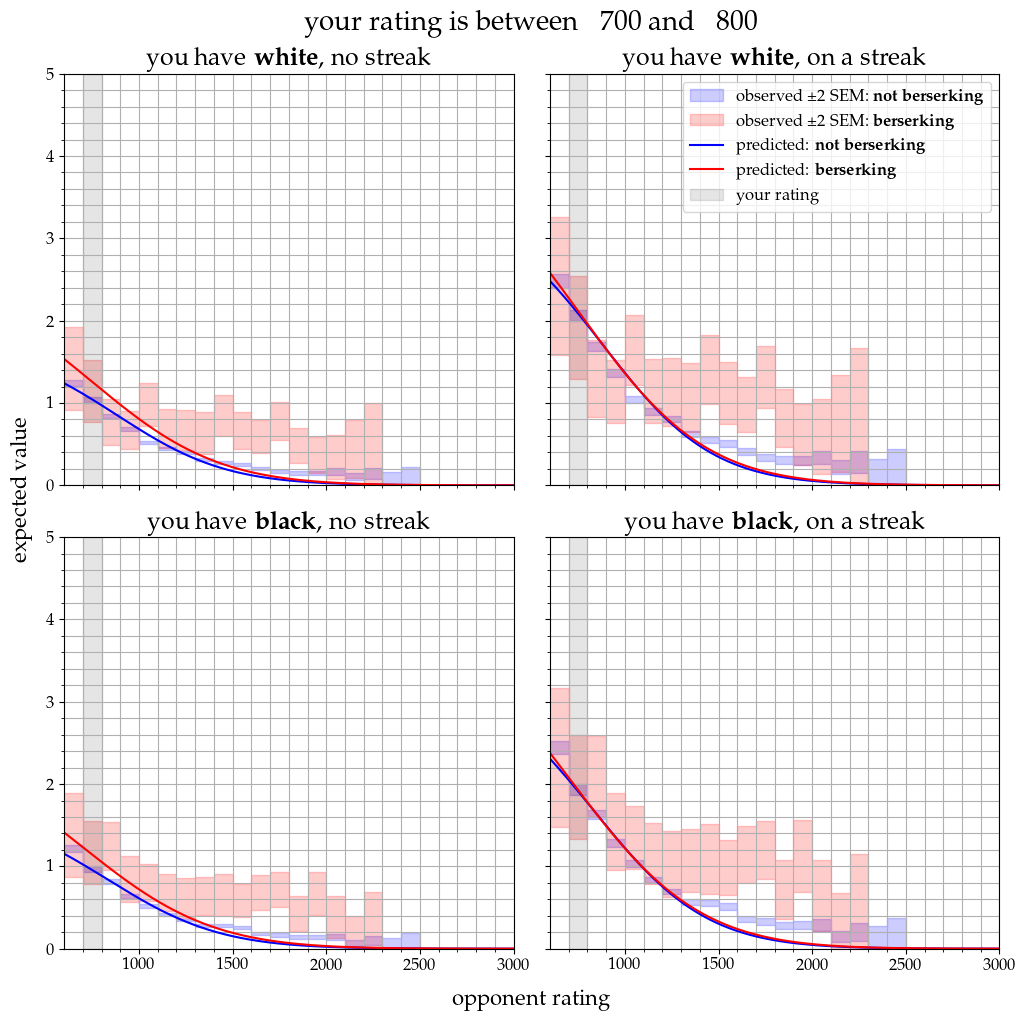 your rating is between 700 and 800
you have white, no streak
you have white, on a streak
5
4
3
2
1
0
observed ±2 SEM: not berserking
observed ±2 SEM: berserking
predicted: not berserking
predicted: berserking
your rating
expected value
you have black, no streak
you have black, on a streak
5
4
3
2
1
0
1000 1500 2000 2500 3000
1000 1500 2000 2500 3000
opponent rating